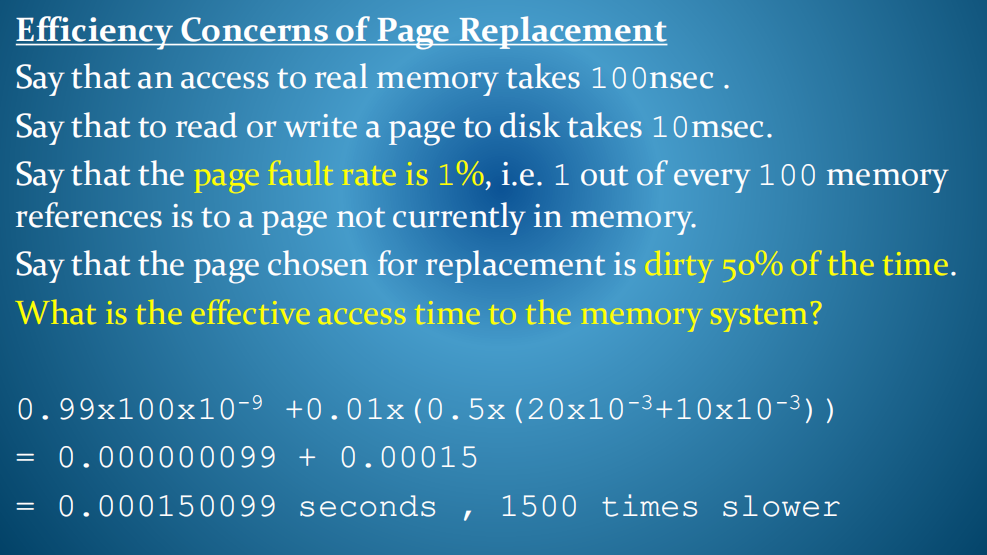 Efficiency Concerns of Page Replacement
Say that an access to real memory takes 100nsec .
Say that to read or write a page to disk takes 10msec.
Say that the page fault rate is 1%, i.e. 1 out of every 100 memory
references is to a page not currently in memory.
Say that the page chosen for replacement is dirty 50% of the time.
What is the effective access time to the memory system?
0.99x100x10⁻⁹ +0.01x(0.5x(20x10⁻³+10x10⁻³))
= 0.000000099 + 0.00015
= 0.000150099 seconds , 1500 times slower